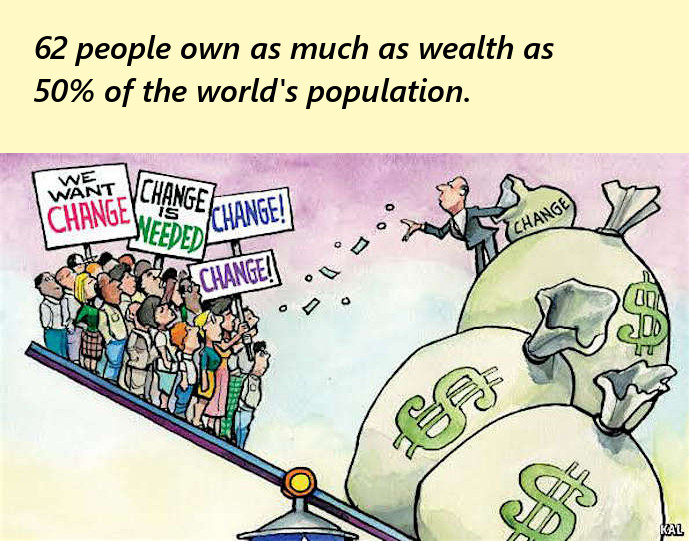 62 people own as much as wealth as
50% of the world's population.
WE
WANT
CHANGE
CHANGE
IS
NEEDED
CHANGE!
CHANGE!
CHANGE
$
$
$
KAL